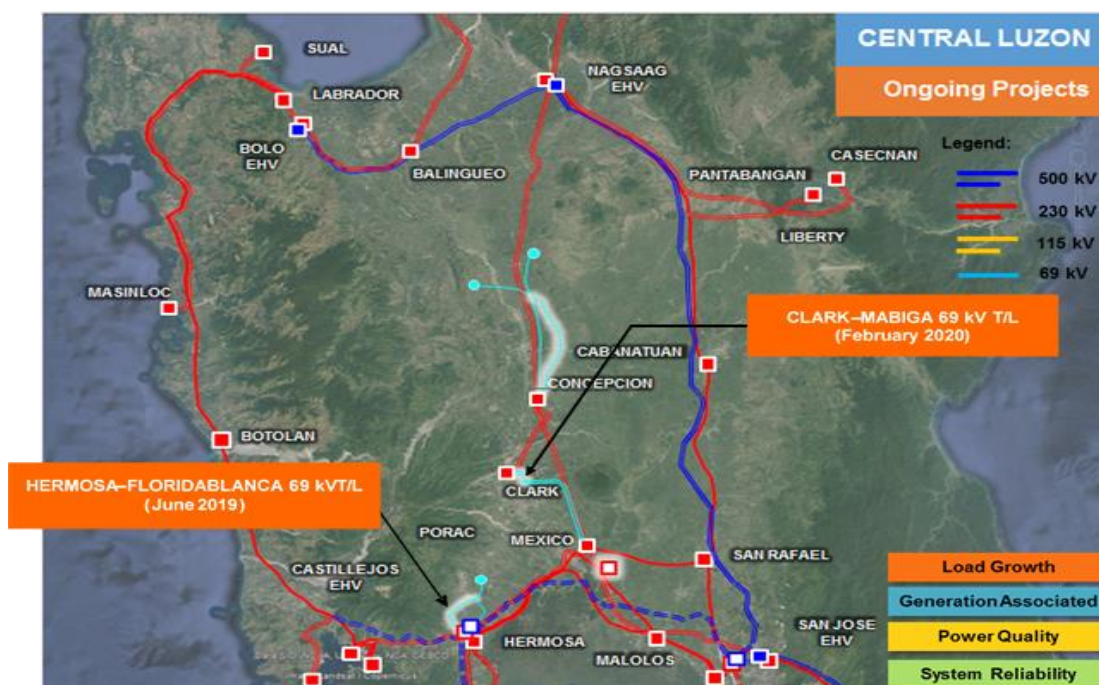 CENTRAL LUZON
Ongoing Projects
Legend:
500 kV
230 kV
115 kV
69 kV
SUAL
LABRADOR
BOLO
EHV
BALINGUEO
NAGSAAG
EHV
PANTABANGAN
CASECNAN
LIBERTY
MASINLOC
CLARK–MABIGA 69 kV T/L
(February 2020)
CABANATUAN
CONCEPCION
BOTOLAN
HERMOSA–FLORIDABLANCA 69 kVT/L
(June 2019)
CLARK
PORAC
MEXICO
SAN RAFAEL
CASTILLEJOS
EHV
HERMOSA
MALOLOS
SAN JOSE
EHV
Load Growth
Generation Associated
Power Quality
System Reliability